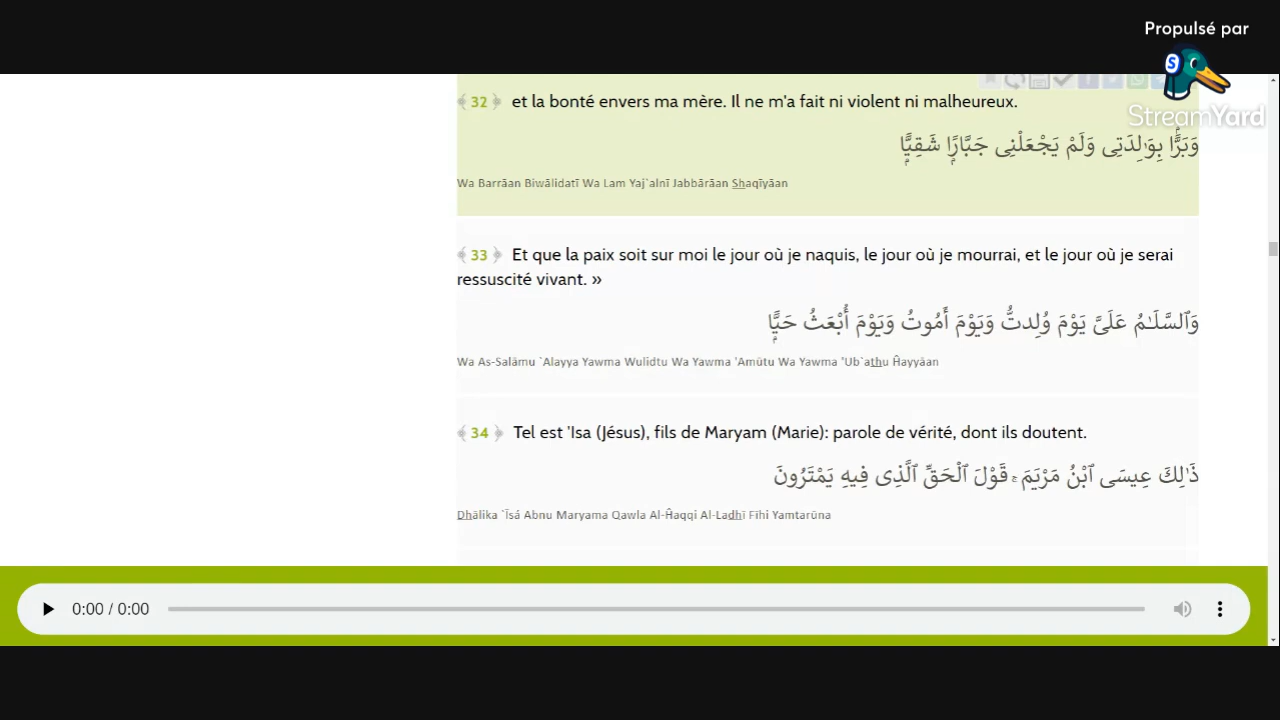 Propulsé par
StreamYard
32 et la bonté envers ma mère. Il ne m'a fait ni violent ni malheureux.
وَبَرًّۢا بِوَٰلِدَتِى وَلَمْ يَجْعَلْنِى جَبَّارًۭا شَقِيًّۭا
Wa Barrāan Biwālidatī Wa Lam Yaj`alnī Jabbārāan Shaqīyāan
33 Et que la paix soit sur moi le jour où je naquis, le jour où je mourrai, et le jour où je serai
ressuscité vivant. »
وَٱلسَّلَـٰمُ عَلَىَّ يَوْمَ وُلِدتُّ وَيَوْمَ أَمُوتُ وَيَوْمَ أُبْعَثُ حَيًّۭا
Wa As-Salāmu `Alayya Yawma Wulidtu Wa Yawma 'Amūtu Wa Yawma 'Ub`athu Ĥayyāan
34 Tel est 'Isa (Jésus), fils de Maryam (Marie): parole de vérité, dont ils doutent.
ذَٰلِكَ عِيسَى ٱبْنُ مَرْيَمَ ۚ قَوْلَ ٱلْحَقِّ ٱلَّذِى فِيهِ يَمْتَرُونَ
Dhālika `Īsá Abnu Maryama Qawla Al-Ĥaqqi Al-Ladhī Fīhi Yamtarūna
0:00 / 0:00